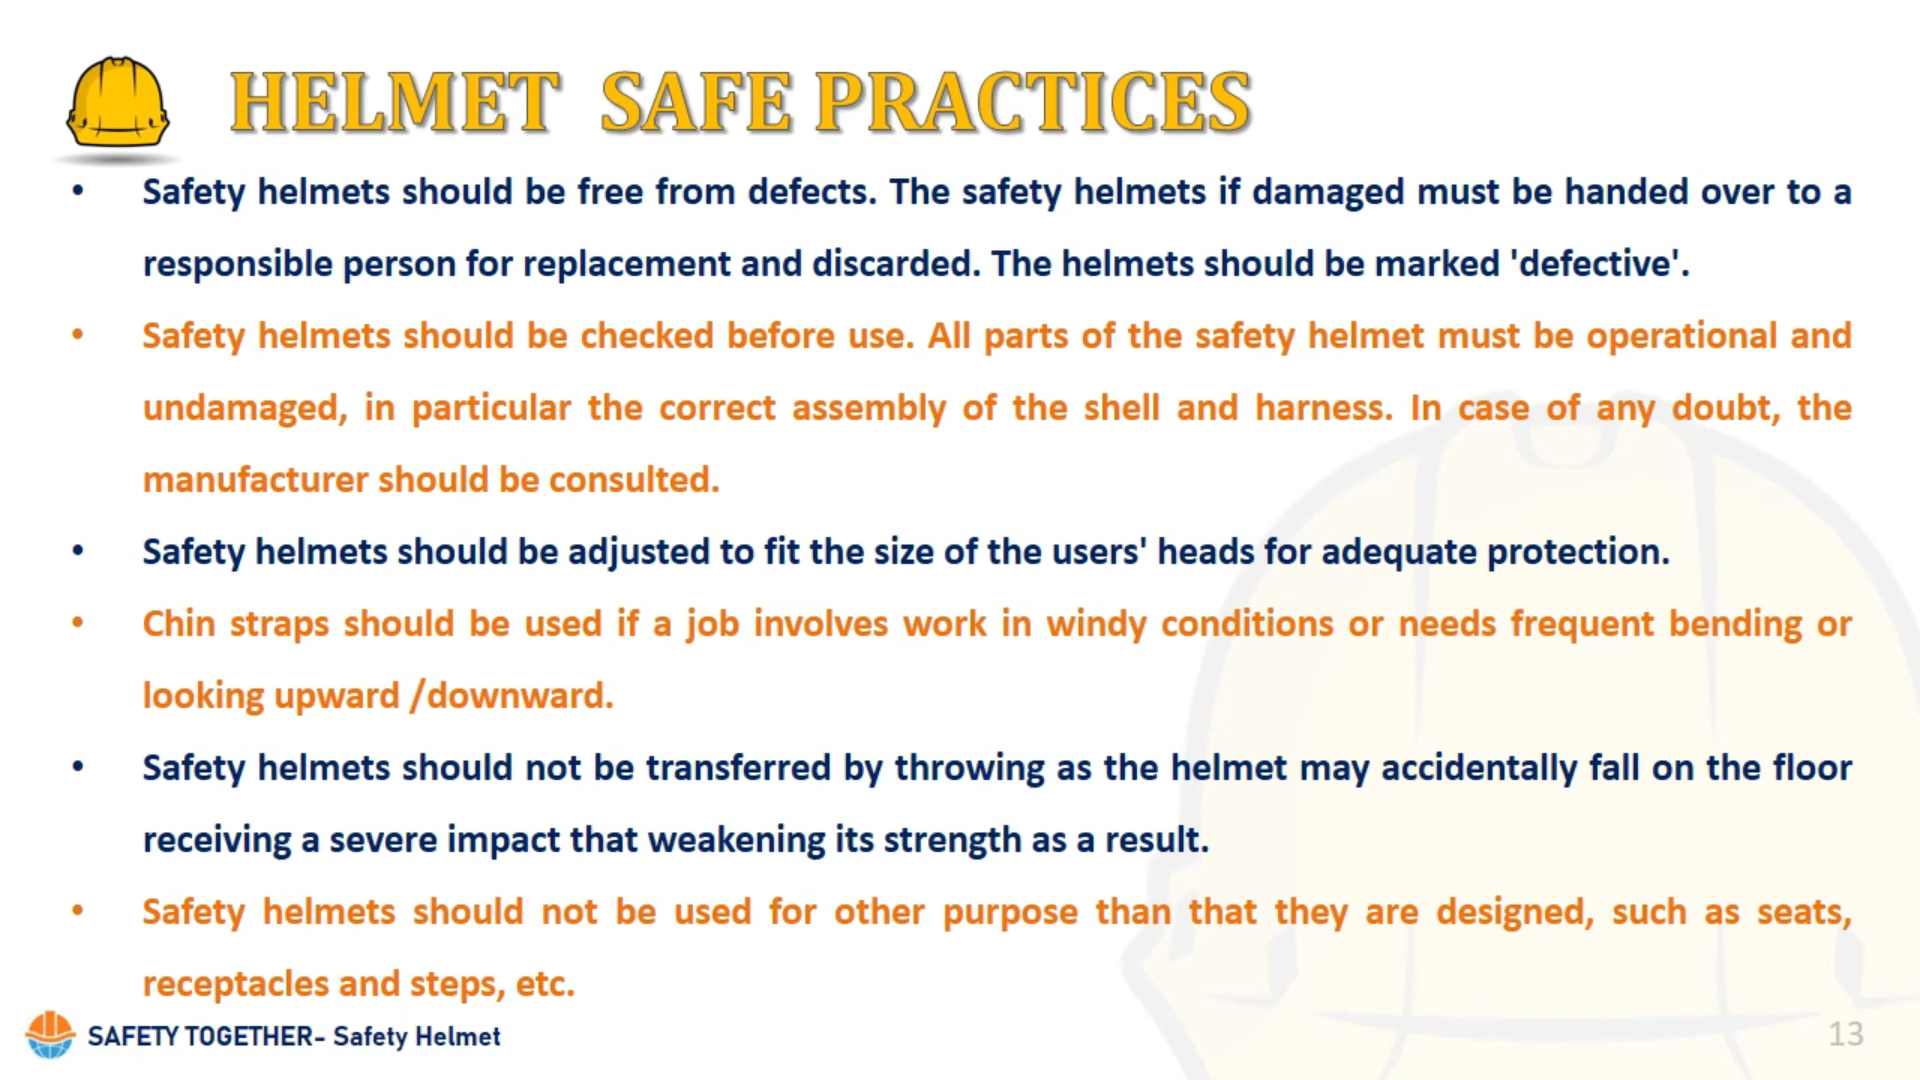 HELMET SAFE PRACTICES
• Safety helmets should be free from defects. The safety helmets if damaged must be handed over to a
responsible person for replacement and discarded. The helmets should be marked 'defective'.
• Safety helmets should be checked before use. All parts of the safety helmet must be operational and
undamaged, in particular the correct assembly of the shell and harness. In case of any doubt, the
manufacturer should be consulted.
• Safety helmets should be adjusted to fit the size of the users' heads for adequate protection.
• Chin straps should be used if a job involves work in windy conditions or needs frequent bending or
looking upward /downward.
• Safety helmets should not be transferred by throwing as the helmet may accidentally fall on the floor
receiving a severe impact that weakening its strength as a result.
• Safety helmets should not be used for other purpose than that they are designed, such as seats,
receptacles and steps, etc.
SAFETY TOGETHER- Safety Helmet
13